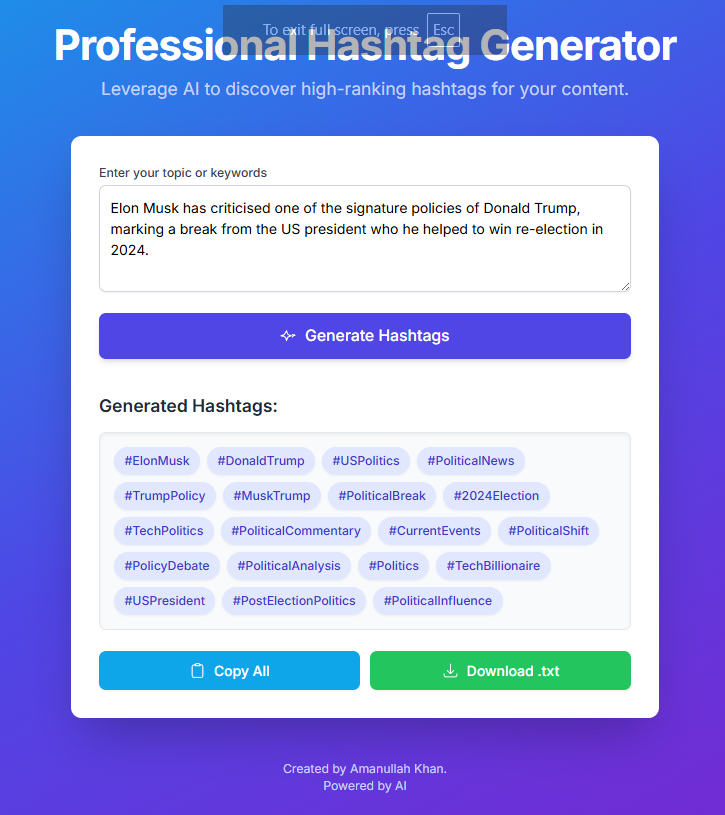 To exit full screen, press Esc
Professional Hashtag Generator
Leverage AI to discover high-ranking hashtags for your content.
Enter your topic or keywords
Elon Musk has criticised one of the signature policies of Donald Trump,
marking a break from the US president who he helped to win re-election in
2024.
Generate Hashtags
Generated Hashtags:
#ElonMusk #DonaldTrump #USPolitics #PoliticalNews
#TrumpPolicy #MuskTrump #PoliticalBreak #2024Election
#TechPolitics #PoliticalCommentary #CurrentEvents #PoliticalShift
#PolicyDebate #PoliticalAnalysis #Politics #TechBillionaire
#USPresident #PostElectionPolitics #PoliticalInfluence
Copy All Download .txt
Created by Amanullah Khan.
Powered by AI